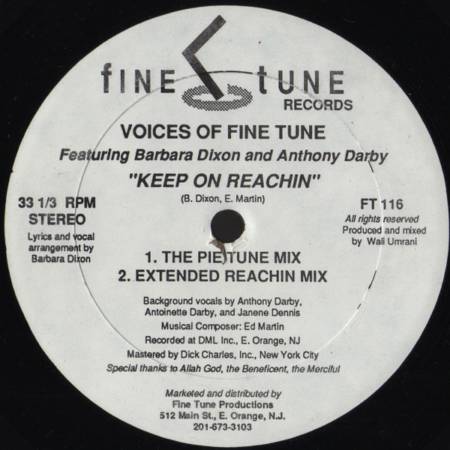 fine tune
RECORDS
VOICES OF FINE TUNE
Featuring Barbara Dixon and Anthony Darby
"KEEP ON REACHIN"
(B. Dixon, E. Martin)
33 1/3 RPM
STEREO
Lyrics and vocal
arrangement by
Barbara Dixon
FT 116
All rights reserved
Produced and mixed
by Wali Umrani
1. THE PIE/TUNE MIX
2. EXTENDED REACHIN MIX
Background vocals by Anthony Darby,
Antoinette Darby, and Janene Dennis
Musical Composer: Ed Martin
Recorded at DML Inc., E. Orange, NJ
Mastered by Dick Charles, Inc., New York City
Special thanks to Allah God, the Beneficent, the Merciful
Marketed and distributed by
Fine Tune Productions
512 Main St., E. Orange, N.J.
201-673-3103